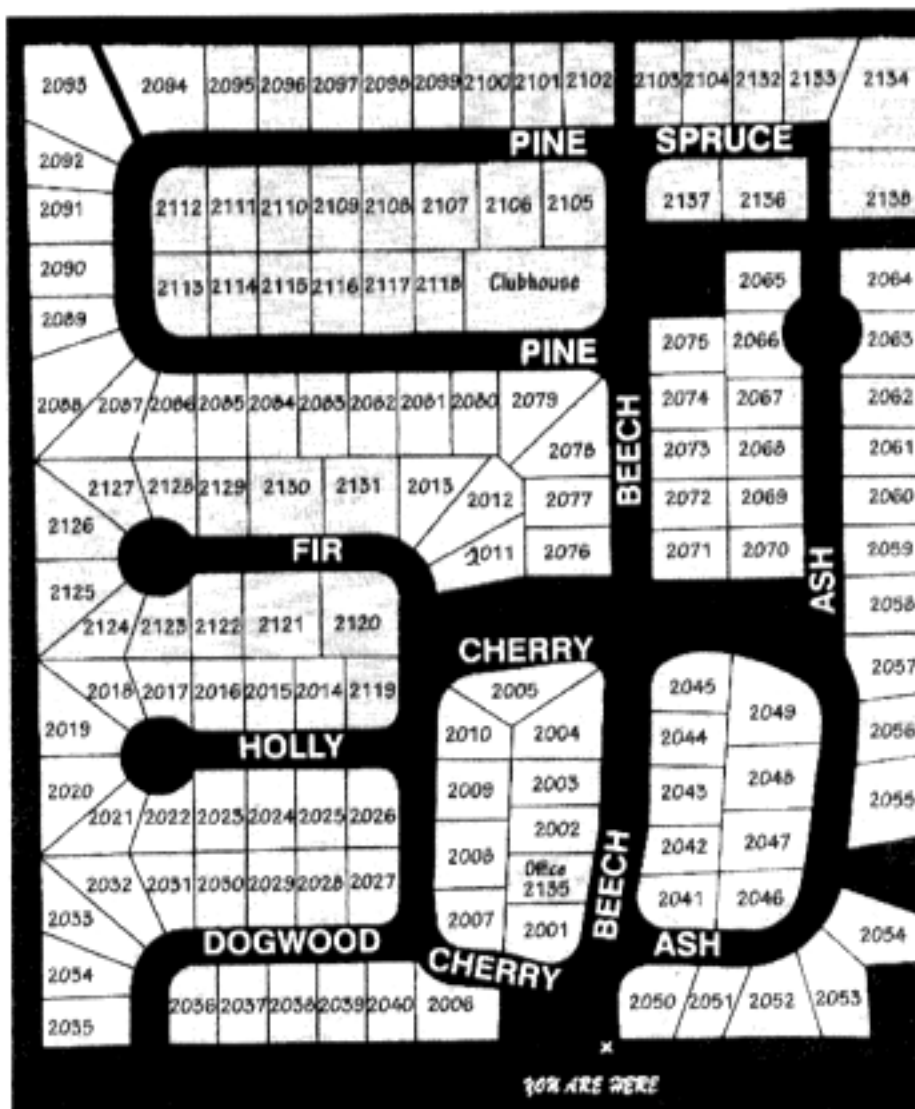 2093 2094 2095 2096 2097 2098 2099 2100 2101 2102 2103 2104 2132 2133 2134
PINE SPRUCE
2092
2091 2112 2111 2110 2109 2108 2107 2106 2105 2137 2136 2138
2090 2113 2114 2115 2116 2117 2118 Clubhouse 2065 2064
2089 2075 2066 2063
PINE
2088 2087 2086 2085 2084 2083 2082 2081 2080 2079 2074 2067 2062
BEECH
2078 2073 2068 2061
2127 2128 2129 2130 2131 2013 2012 2077 2072 2069 2060
2126
FIR 2011 2076 2071 2070 2059
ASH
2125 2058
2124 2123 2122 2121 2120
CHERRY
2018 2017 2016 2015 2014 2119 2005 2045 2057
2019 2049
2010 2004 2044 2056
HOLLY
2020 2009 2003 2043 2048 2055
2021 2022 2023 2024 2025 2026 2002 2042 2047
BEECH
2032 2031 2030 2029 2028 2027 2008 Office
2135 2041 2046
2033 2007 2001 2054
DOGWOOD CHERRY ASH
2034
2035 2036 2037 2038 2039 2040 2006 2050 2051 2052 2053
x
YOU ARE HERE